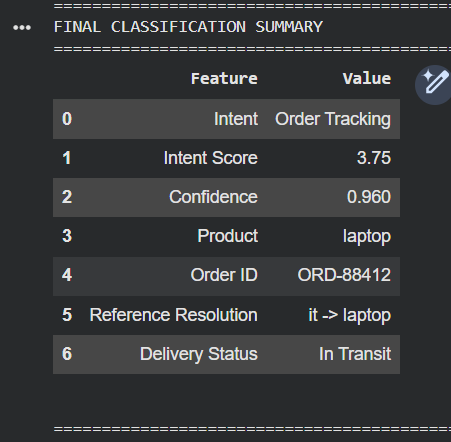 ==========================================
FINAL CLASSIFICATION SUMMARY
==========================================
Feature Value
0 Intent Order Tracking
1 Intent Score 3.75
2 Confidence 0.960
3 Product laptop
4 Order ID ORD-88412
5 Reference Resolution it -> laptop
6 Delivery Status In Transit
==========================================